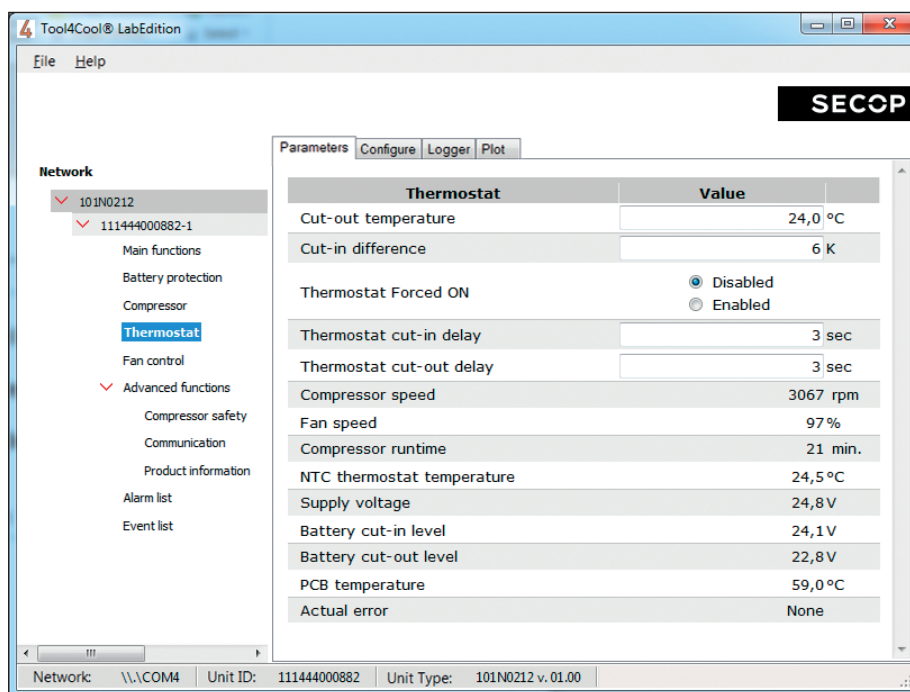 Tool4Cool® LabEdition
File Help
SECOP
Parameters Configure Logger Plot
Network
101N0212
111444000882-1
Main functions
Battery protection
Compressor
Thermostat
Fan control
Advanced functions
Compressor safety
Communication
Product information
Alarm list
Event list
Thermostat Value
Cut-out temperature 24,0 °C
Cut-in difference 6 K
Thermostat Forced ON Disabled
Enabled
Thermostat cut-in delay 3 sec
Thermostat cut-out delay 3 sec
Compressor speed 3067 rpm
Fan speed 97%
Compressor runtime 21 min.
NTC thermostat temperature 24,5°C
Supply voltage 24,8V
Battery cut-in level 24,1V
Battery cut-out level 22,8V
PCB temperature 59,0°C
Actual error None
Network: \\.\COM4 Unit ID: 111444000882 Unit Type: 101N0212 v. 01.00